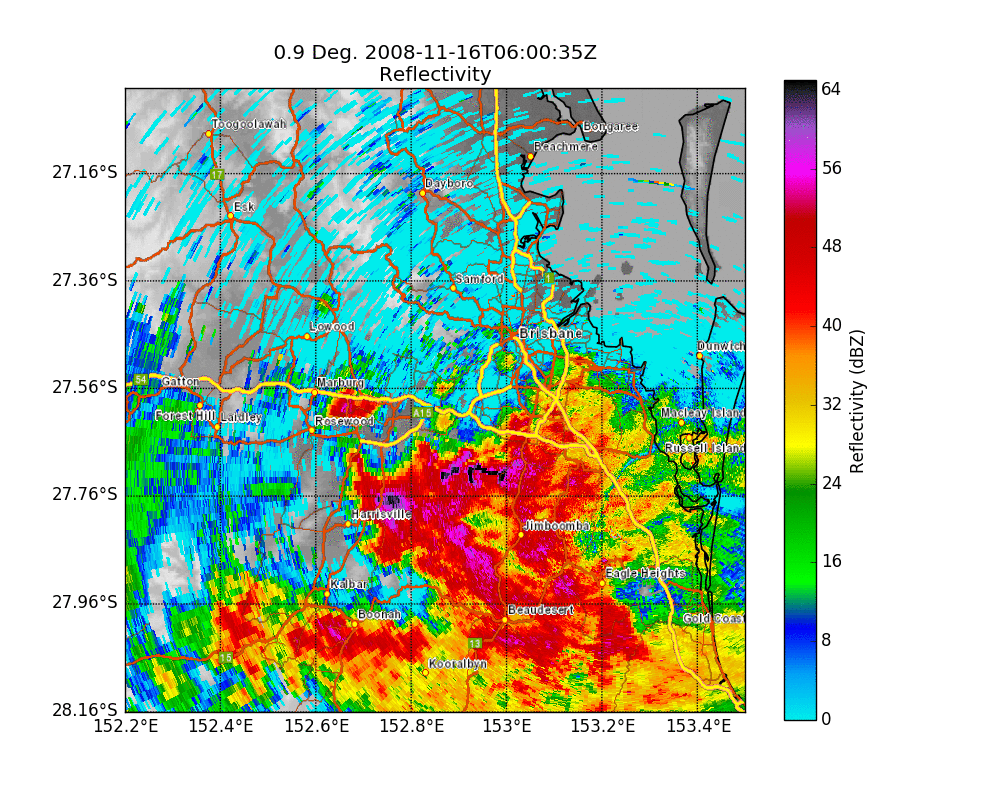 0.9 Deg. 2008-11-16T06:00:35Z
Reflectivity
64
Toogoolawah
Bongaree
Beachmere
27.16°S
17
56
Dayboro
Esk
48
27.36°S
Samford
1
40
Lowood
Brisbane
Dunwich
27.56°S
54
Gatton
Marburg
32
Forest Hill
Laidley
A15
Macleay Island
Rosewood
Russell Island
Reflectivity (dBZ)
27.76°S
24
Harrisville
Jimboomba
16
Eagle Heights
Kalbar
27.96°S
Boonah
Beaudesert
Gold Coast
8
13
15
Kooralbyn
28.16°S
0
152.2°E 152.4°E 152.6°E 152.8°E 153°E 153.2°E 153.4°E